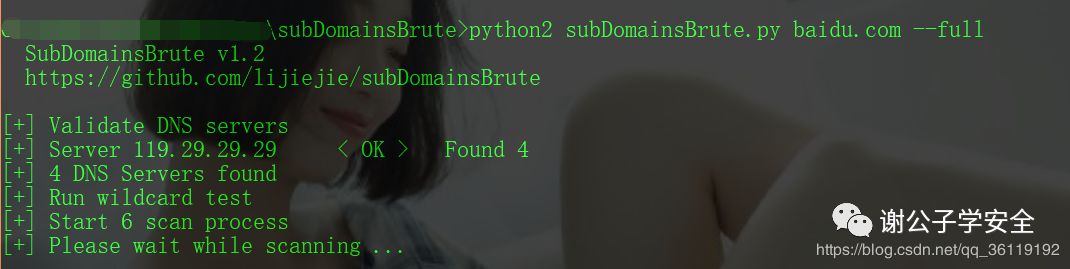 \subDomainsBrute>python2 subDomainsBrute.py baidu.com --full
SubDomainsBrute v1.2
https://github.com/lijiejie/subDomainsBrute
[+] Validate DNS servers
[+] Server 119.29.29.29 < OK > Found 4
[+] 4 DNS Servers found
[+] Run wildcard test
[+] Start 6 scan process
[+] Please wait while scanning ...
谢公子学安全
https://blog.csdn.net/qq_36119192